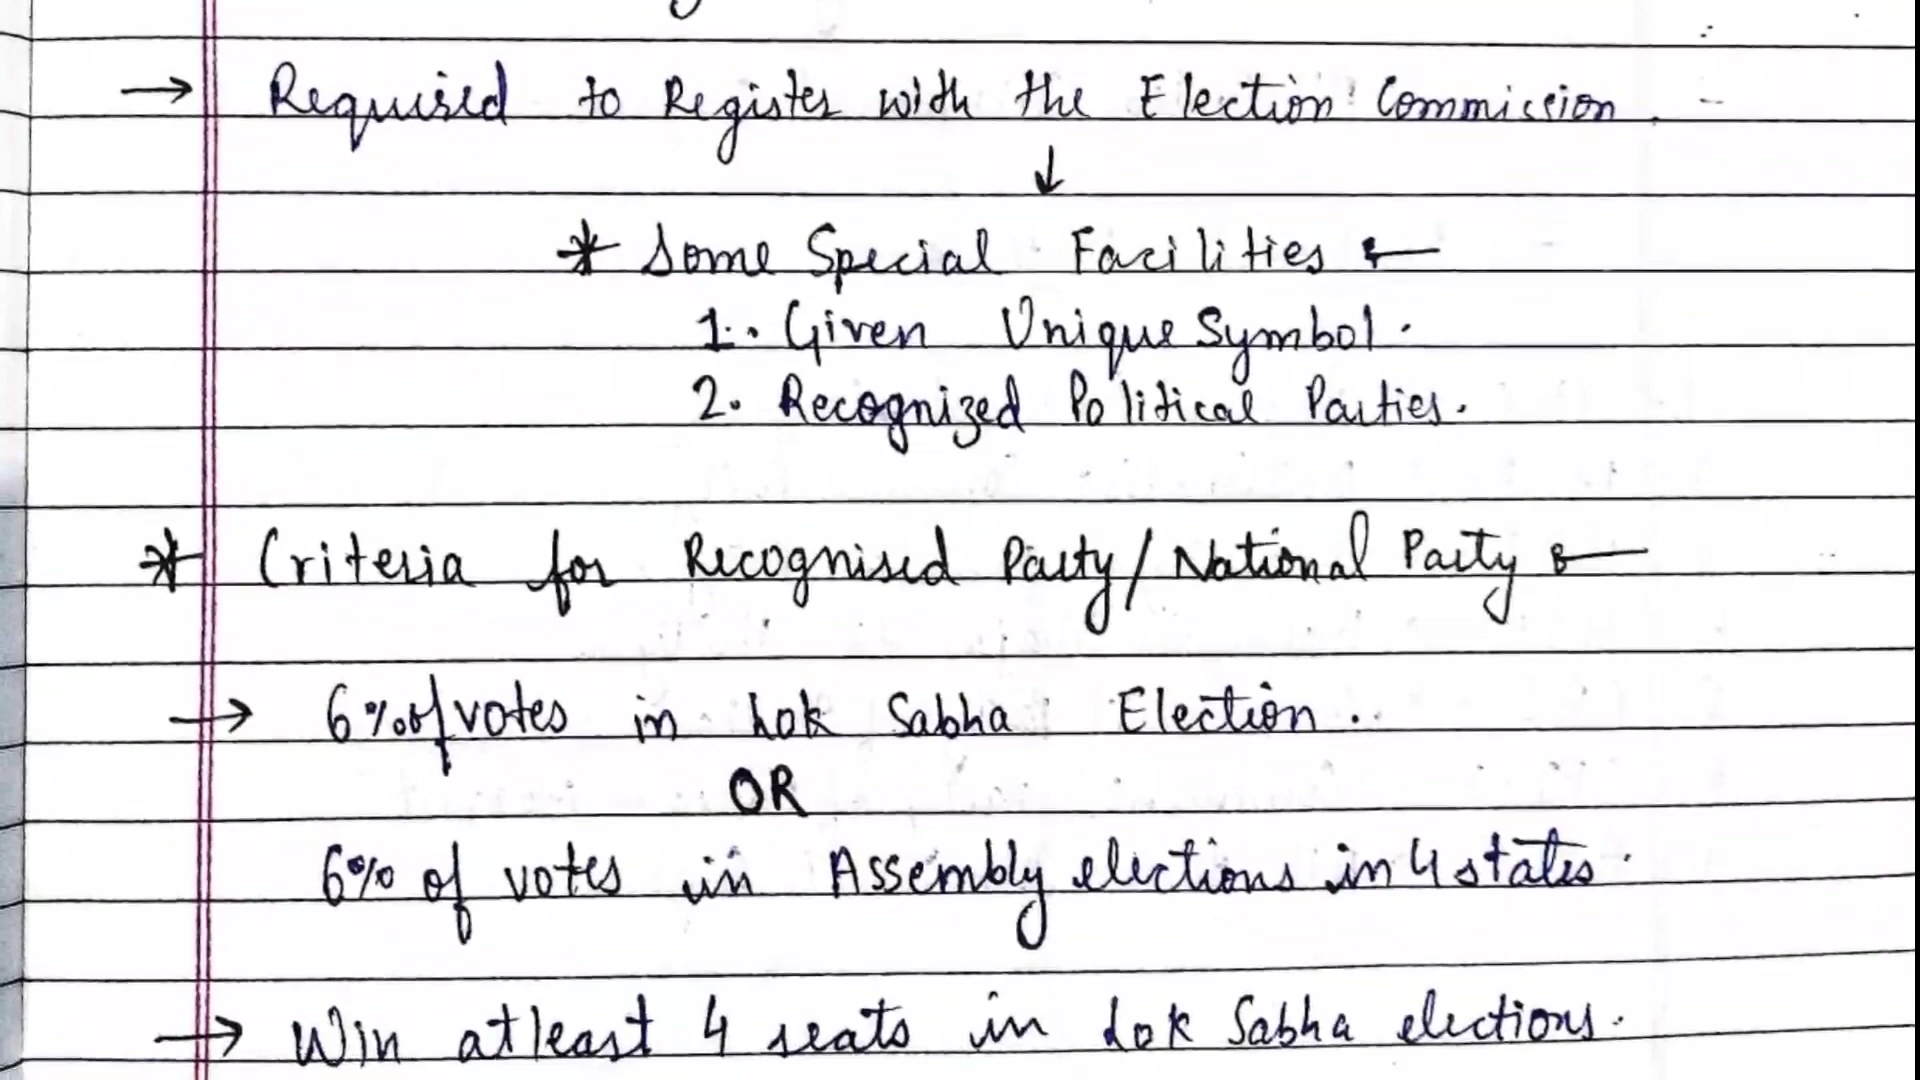 → Required to Register with the Election Commission.
↓
* Some Special Facilities :-
1. Given Unique Symbol.
2. Recognized Political Parties.
* Criteria for Recognised Party/National Party :-
→ 6% of votes in Lok Sabha Election.
OR
6% of votes in Assembly elections in 4 states.
→ Win atleast 4 seats in Lok Sabha elections.